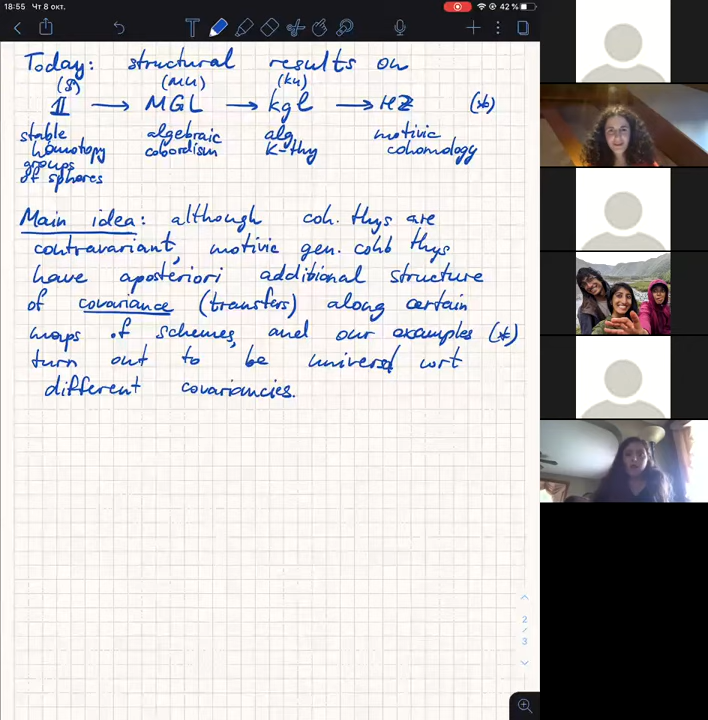 18:55 Чт 8 окт.
42 %
Today: structural results on
(S) (MU) (ku)
1 → MGL → kgl → HZ (*)
stable homotopy groups of spheres
algebraic cobordism
alg K-thy
motivic cohomology
Main idea: although coh. thys are
contravariant, motivic gen. coh thys
have aposteriori additional structure
of covariance (transfers) along certain
maps of schemes, and our examples (*)
turn out to be universal wrt
different covariancies.
2
3